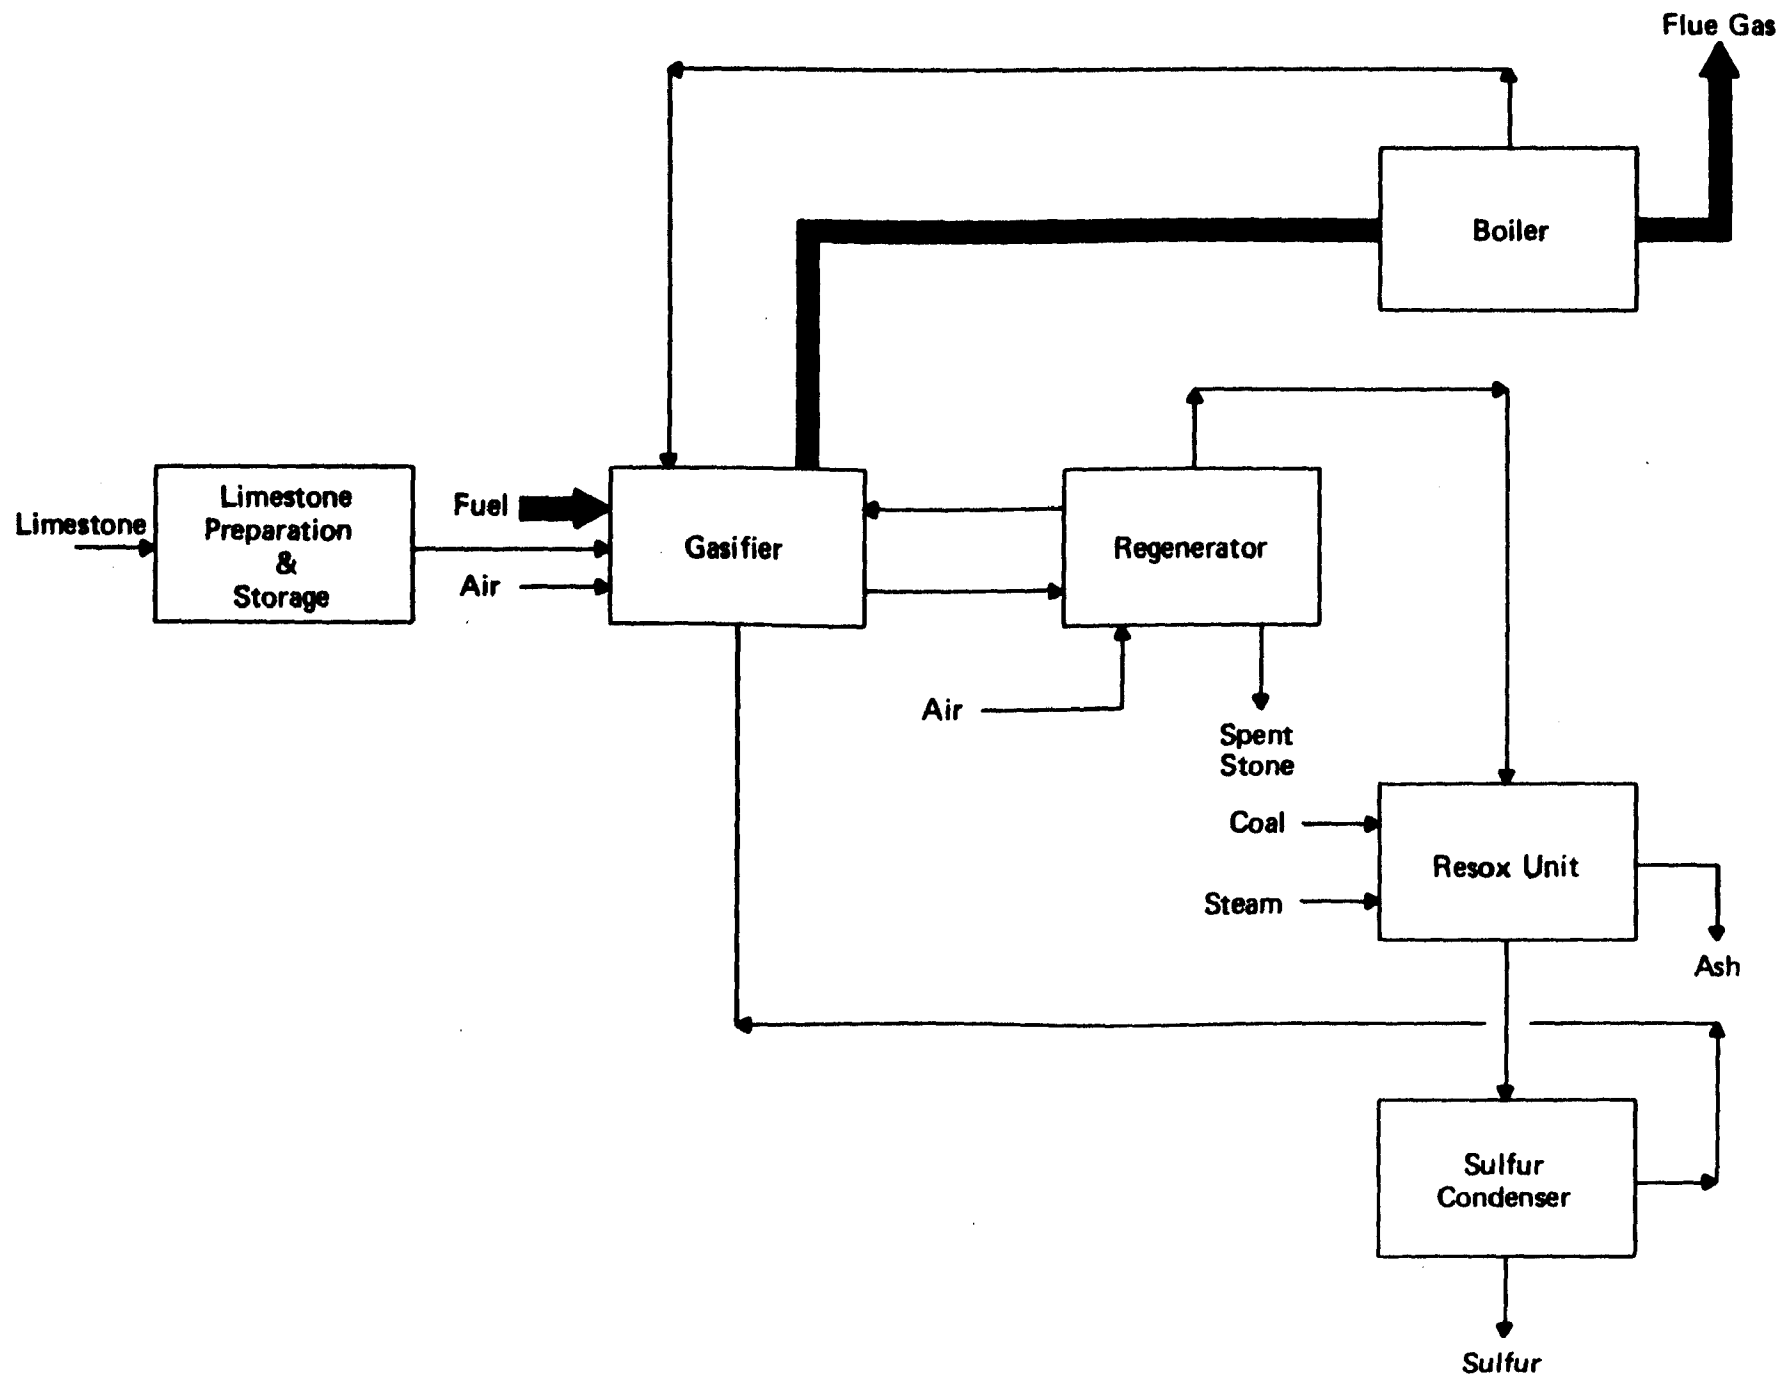 Flue Gas
Boiler
Limestone
Limestone
Preparation
&
Storage
Fuel
Air
Gasifier
Regenerator
Air
Spent
Stone
Coal
Steam
Resox Unit
Ash
Sulfur
Condenser
Sulfur